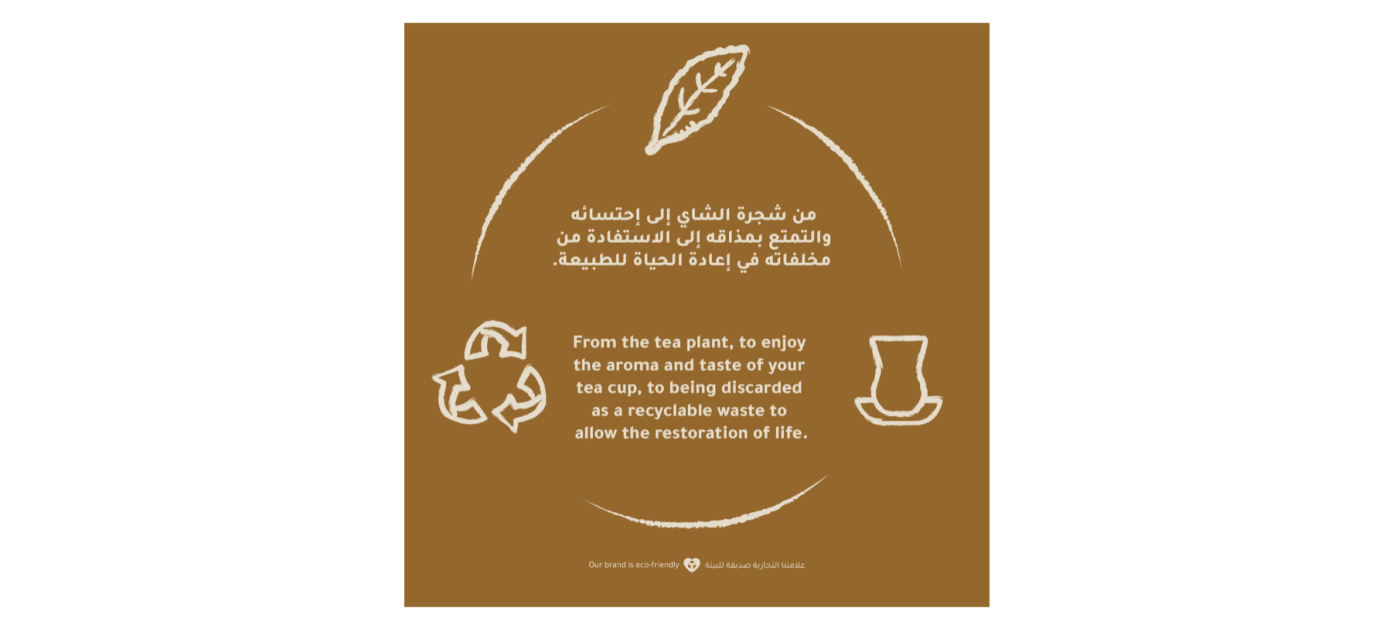 من شجرة الشاي إلى إحتسائه
والتمتع بمذاقه إلى الاستفادة من
مخلفاته في إعادة الحياة للطبيعة.
From the tea plant, to enjoy
the aroma and taste of your
tea cup, to being discarded
as a recyclable waste to
allow the restoration of life.
Our brand is eco-friendly
علامتنا التجارية صديقة للبيئة